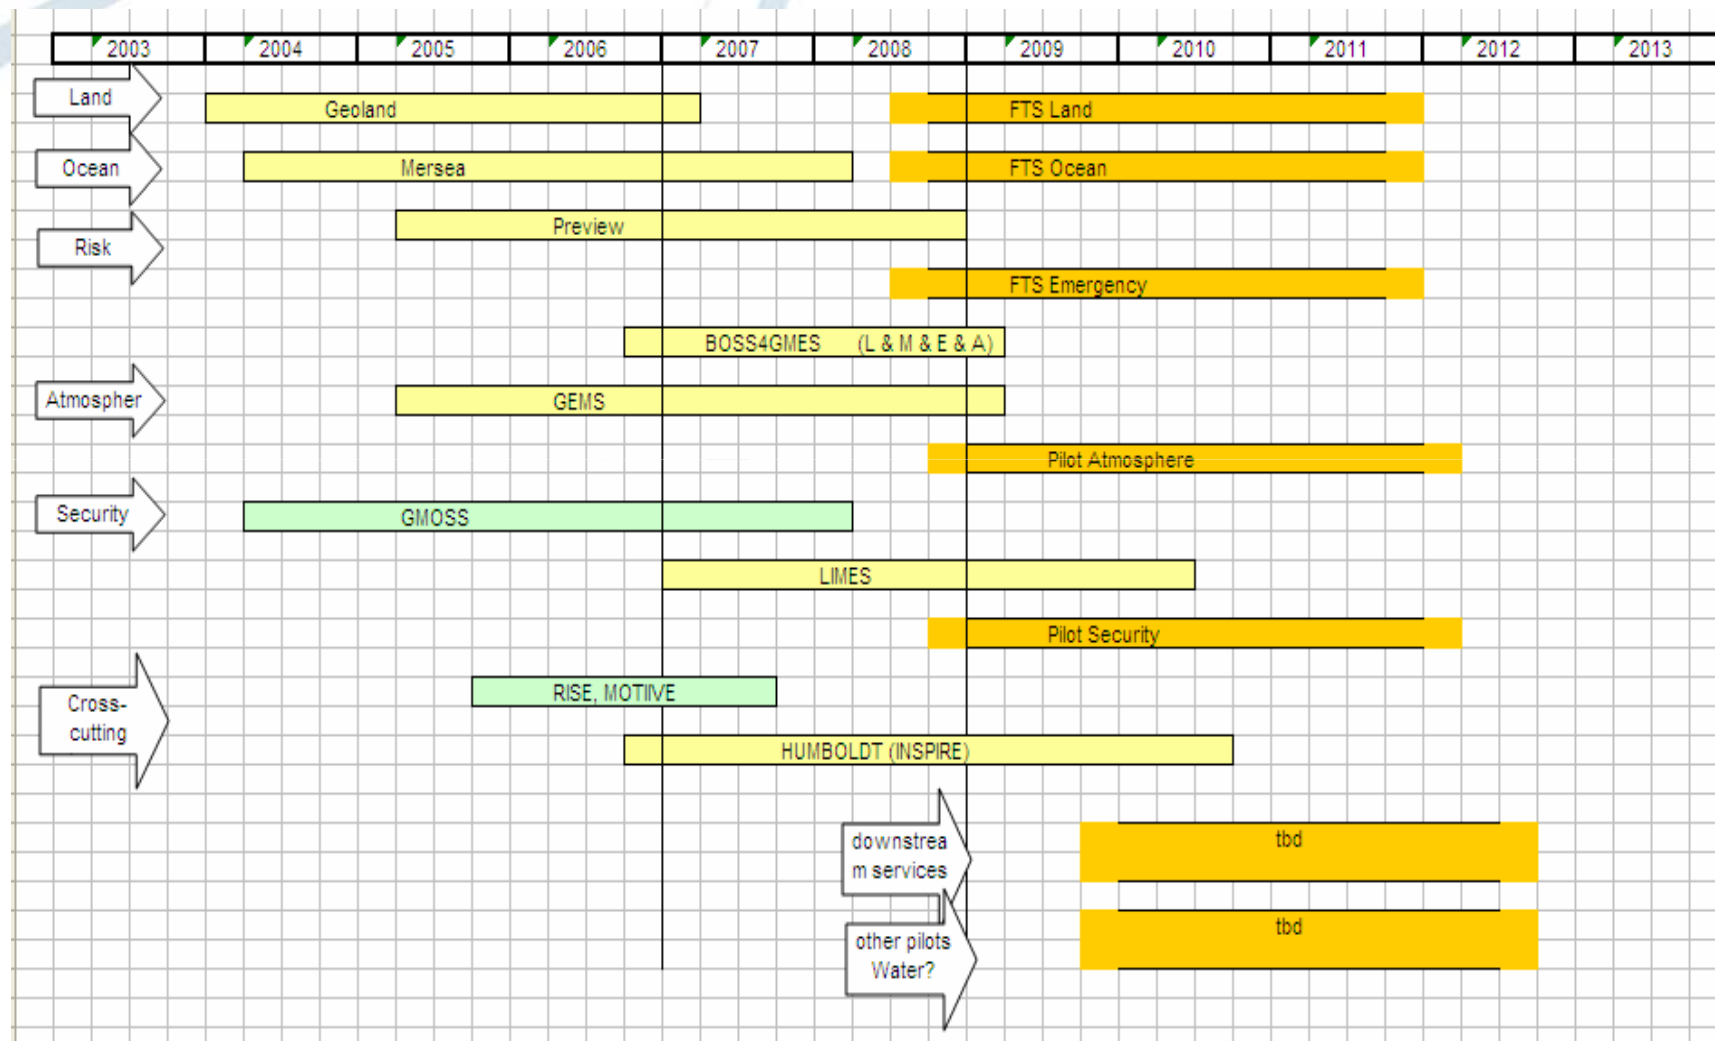 2003 2004 2005 2006 2007 2008 2009 2010 2011 2012 2013
Land
Geoland FTS Land
Ocean
Mersea FTS Ocean
Preview
Risk
FTS Emergency
BOSS4GMES (L & M & E & A)
Atmospher
GEMS
Pilot Atmosphere
Security
GMOSS
LIMES
Pilot Security
RISE, MOTIIVE
Cross-
cutting
HUMBOLDT (INSPIRE)
downstrea
m services
tbd
other pilots
Water?
tbd